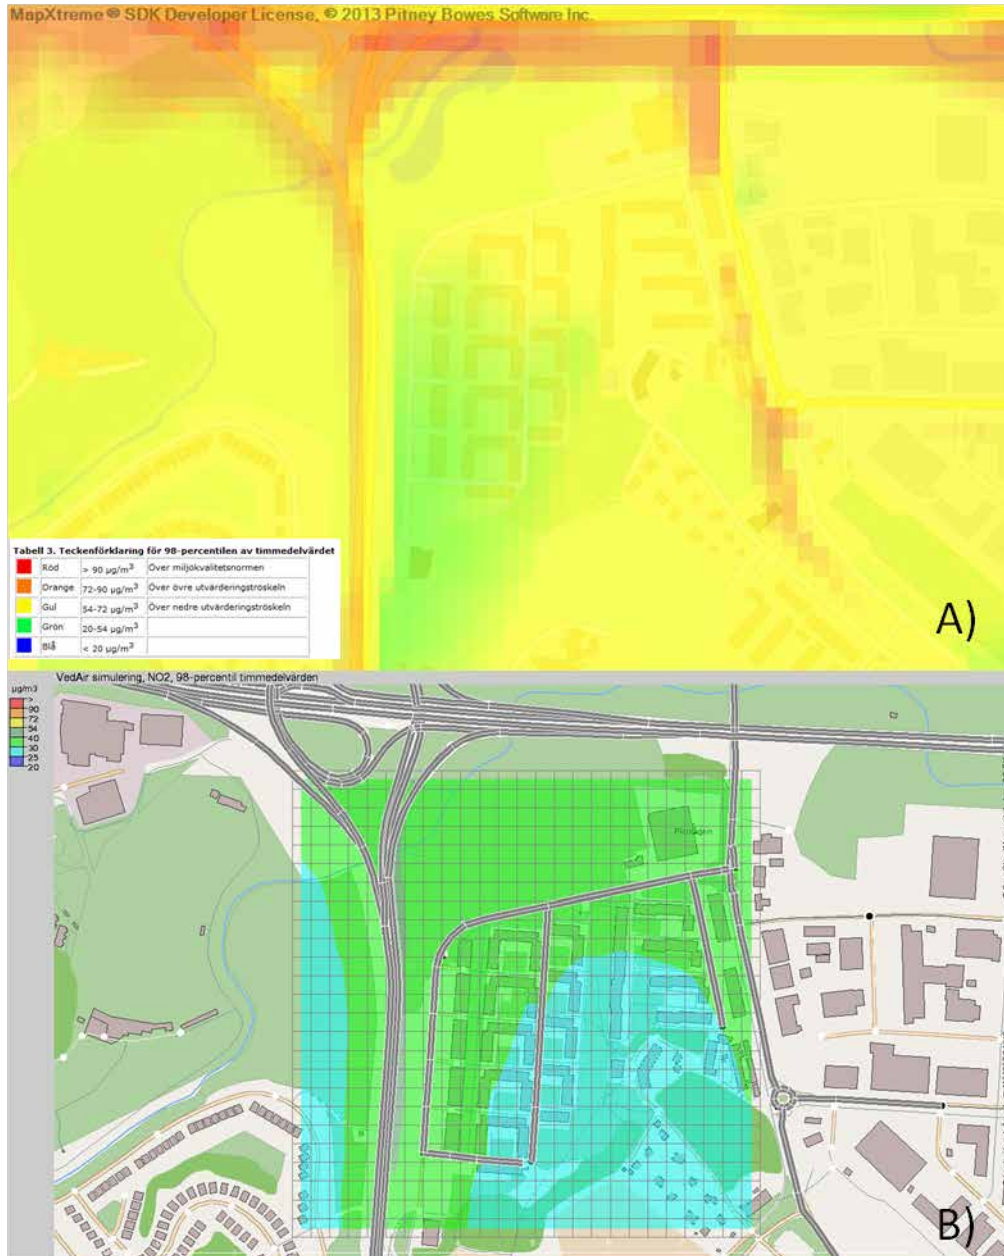 MapXtreme ® SDK Developer License, © 2013 Pitney Bowes Software Inc.
Tabell 3. Teckenförklaring för 98-percentilen av timmedelvärdet
Röd > 90 µg/m³ Över miljökvalitetsnormen
Orange 72-90 µg/m³ Över övre utvärderingströskeln
Gul 54-72 µg/m³ Över nedre utvärderingströskeln
Grön 20-54 µg/m³
Blå < 20 µg/m³
A)
VedAir simulering, NO2, 98-percentil timmedelvärden
µg/m3
>
90
72
54
40
30
25
20
B)